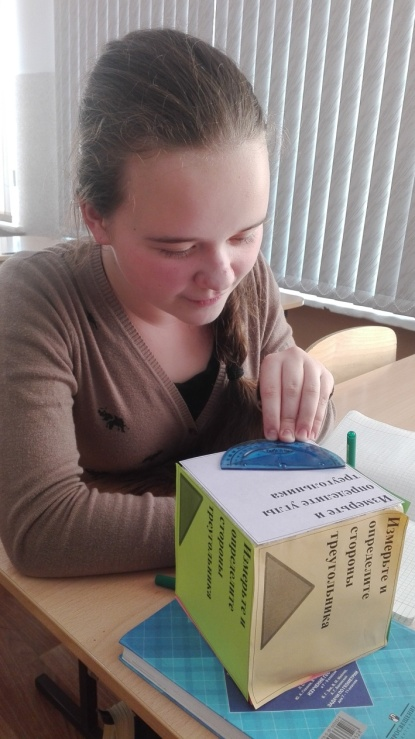 Измерьте и
определите углы
треугольника
Измерьте и
определите
стороны
треугольника
Измерьте и
определите
стороны
треугольника